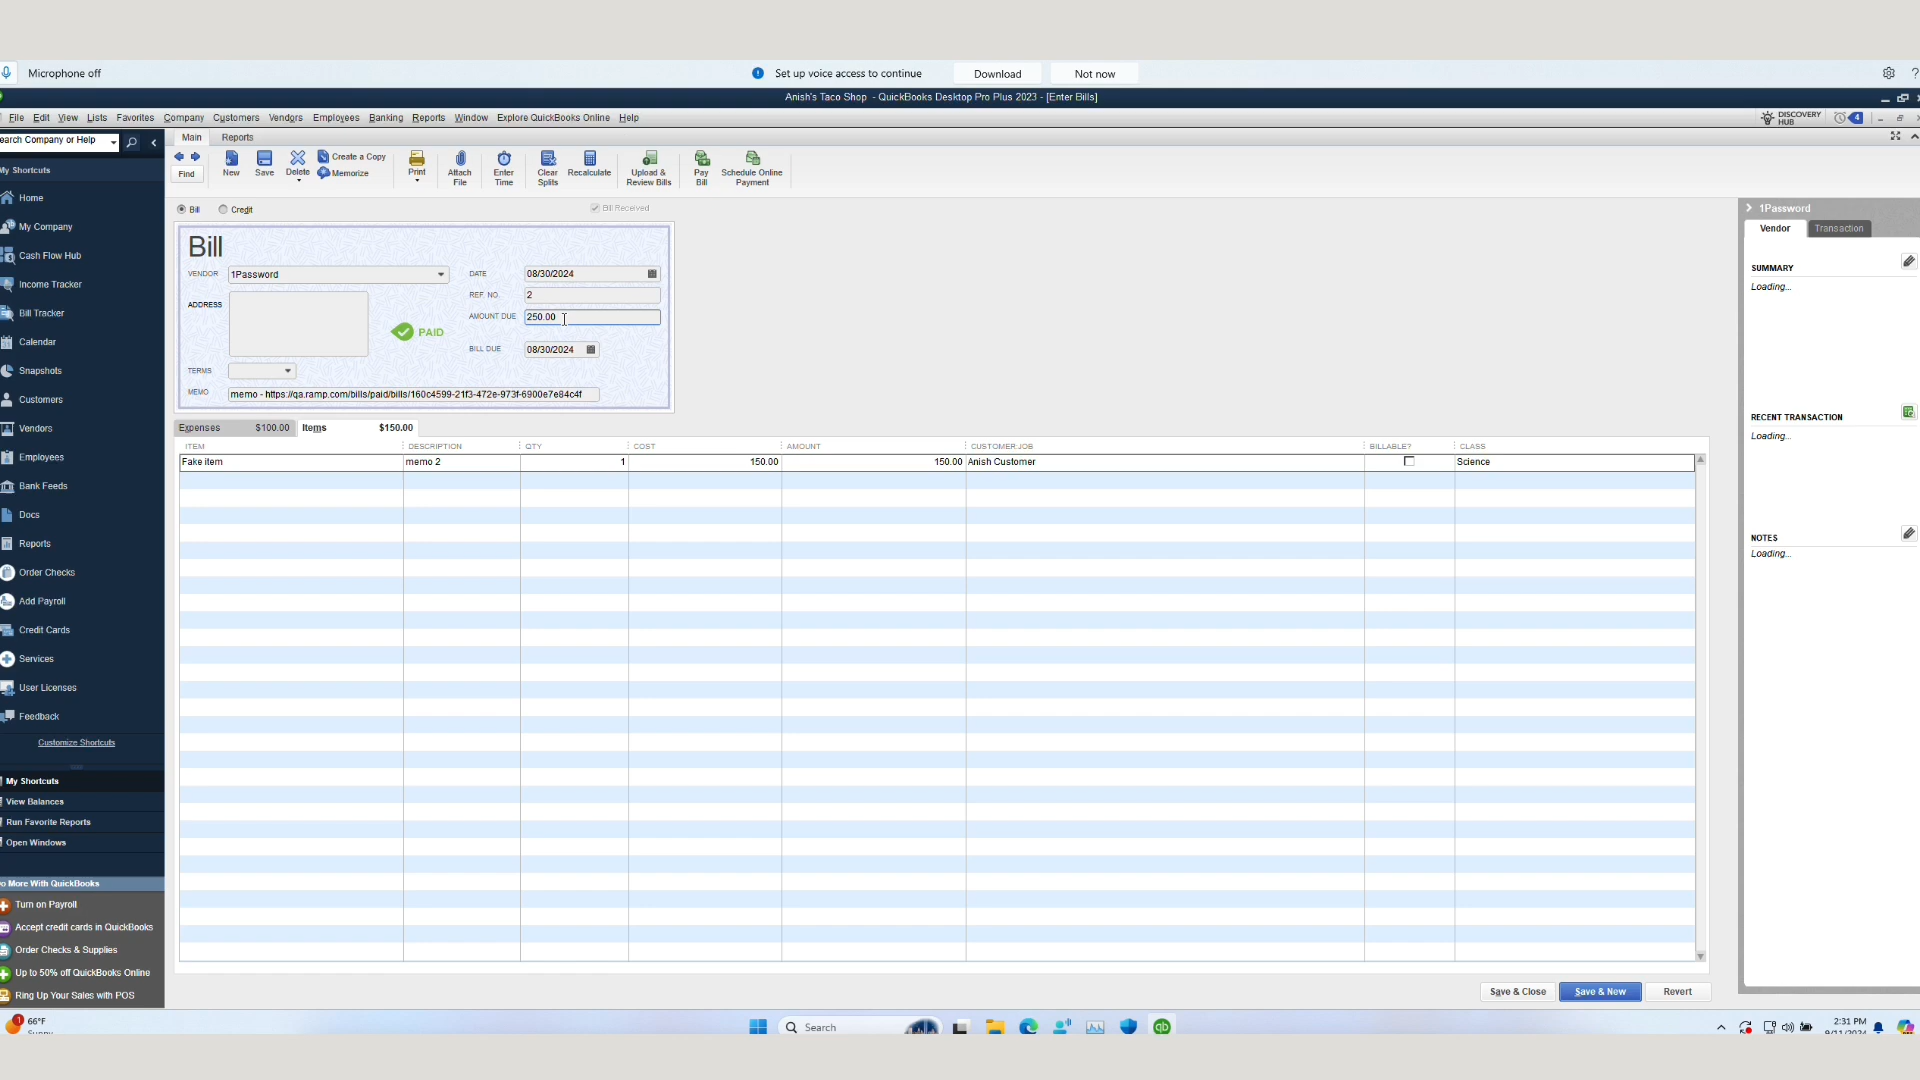 Microphone off
Set up voice access to continue
Download
Not now
Anish's Taco Shop - QuickBooks Desktop Pro Plus 2023 - [Enter Bills]
File Edit View Lists Favorites Company Customers Vendors Employees Banking Reports Window Explore QuickBooks Online Help
DISCOVERY HUB
4
earch Company or Help
Main Reports
Find
New
Save
Delete
Create a Copy
Memorize
Print
Attach File
Enter Time
Clear Splits
Recalculate
Upload & Review Bills
Pay Bill
Schedule Online Payment
My Shortcuts
Home
My Company
Cash Flow Hub
Income Tracker
Bill Tracker
Calendar
Snapshots
Customers
Vendors
Employees
Bank Feeds
Docs
Reports
Order Checks
Add Payroll
Credit Cards
Services
User Licenses
Feedback
Customize Shortcuts
My Shortcuts
View Balances
Run Favorite Reports
Open Windows
o More With QuickBooks
Turn on Payroll
Accept credit cards in QuickBooks
Order Checks & Supplies
Up to 50% off QuickBooks Online
Ring Up Your Sales with POS
Bill Credit Bill Received
Bill
VENDOR 1Password
DATE 08/30/2024
REF. NO. 2
ADDRESS
AMOUNT DUE 250.00
PAID
BILL DUE 08/30/2024
TERMS
MEMO memo - https://qa.ramp.com/bills/paid/bills/160c4599-21f3-472e-973f-6900e7e84c4f
Expenses $100.00 Items $150.00
ITEM DESCRIPTION QTY COST AMOUNT CUSTOMER:JOB BILLABLE? CLASS
Fake item memo 2 1 150.00 150.00 Anish Customer Science
Save & Close Save & New Revert
1Password
Vendor Transaction
SUMMARY
Loading...
RECENT TRANSACTION
Loading...
NOTES
Loading...
1
66°F
Sunny
Search
qb
2:31 PM
9/11/2024